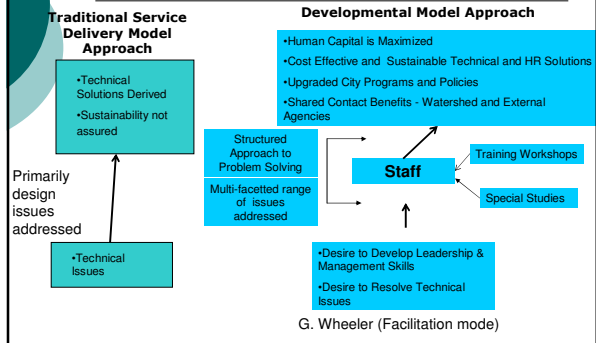 Traditional Service
Delivery Model
Approach
•Technical
Solutions Derived
•Sustainability not
assured
Primarily
design
issues
addressed
•Technical
Issues
Developmental Model Approach
•Human Capital is Maximized
•Cost Effective and Sustainable Technical and HR Solutions
•Upgraded City Programs and Policies
•Shared Contact Benefits - Watershed and External
Agencies
Structured
Approach to
Problem Solving
Multi-facetted range
of issues
addressed
Staff
Training Workshops
Special Studies
•Desire to Develop Leadership &
Management Skills
•Desire to Resolve Technical
Issues
G. Wheeler (Facilitation mode)